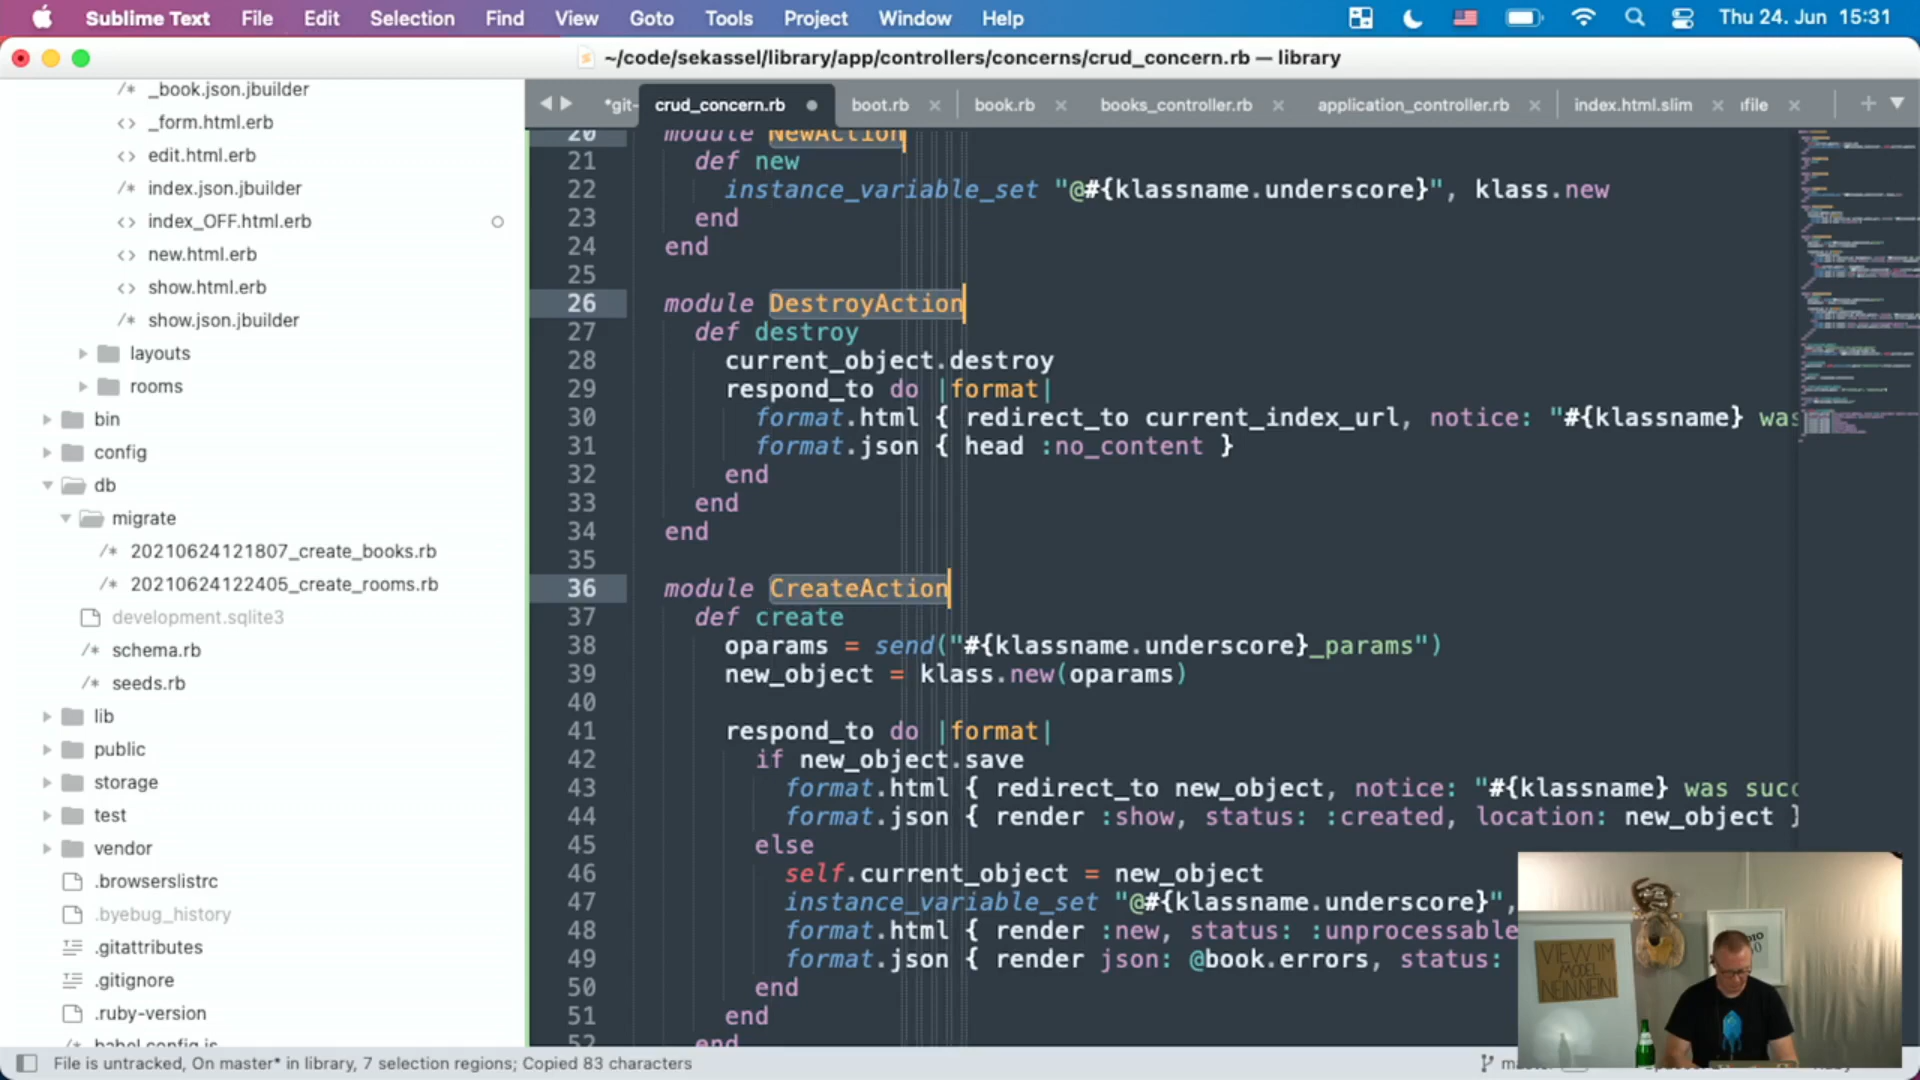 Sublime Text File Edit Selection Find View Goto Tools Project Window Help Thu 24. Jun 15:31
~/code/sekassel/library/app/controllers/concerns/crud_concern.rb — library
_book.json.jbuilder
_form.html.erb
edit.html.erb
index.json.jbuilder
index_OFF.html.erb
new.html.erb
show.html.erb
show.json.jbuilder
layouts
rooms
bin
config
db
migrate
20210624121807_create_books.rb
20210624122405_create_rooms.rb
development.sqlite3
schema.rb
seeds.rb
lib
public
storage
test
vendor
.browserslistrc
.byebug_history
.gitattributes
.gitignore
.ruby-version
babel.config.js
*git- crud_concern.rb boot.rb book.rb books_controller.rb application_controller.rb index.html.slim ıfile
20 module NewAction
21 def new
22 instance_variable_set "@#{klassname.underscore}", klass.new
23 end
24 end
25
26 module DestroyAction
27 def destroy
28 current_object.destroy
29 respond_to do |format|
30 format.html { redirect_to current_index_url, notice: "#{klassname} was
31 format.json { head :no_content }
32 end
33 end
34 end
35
36 module CreateAction
37 def create
38 oparams = send("#{klassname.underscore}_params")
39 new_object = klass.new(oparams)
40
41 respond_to do |format|
42 if new_object.save
43 format.html { redirect_to new_object, notice: "#{klassname} was succ
44 format.json { render :show, status: :created, location: new_object }
45 else
46 self.current_object = new_object
47 instance_variable_set "@#{klassname.underscore}",
48 format.html { render :new, status: :unprocessable
49 format.json { render json: @book.errors, status:
50 end
51 end
52 end
VIEW IM
MODEL
NEIN NEIN!
File is untracked, On master* in library, 7 selection regions; Copied 83 characters